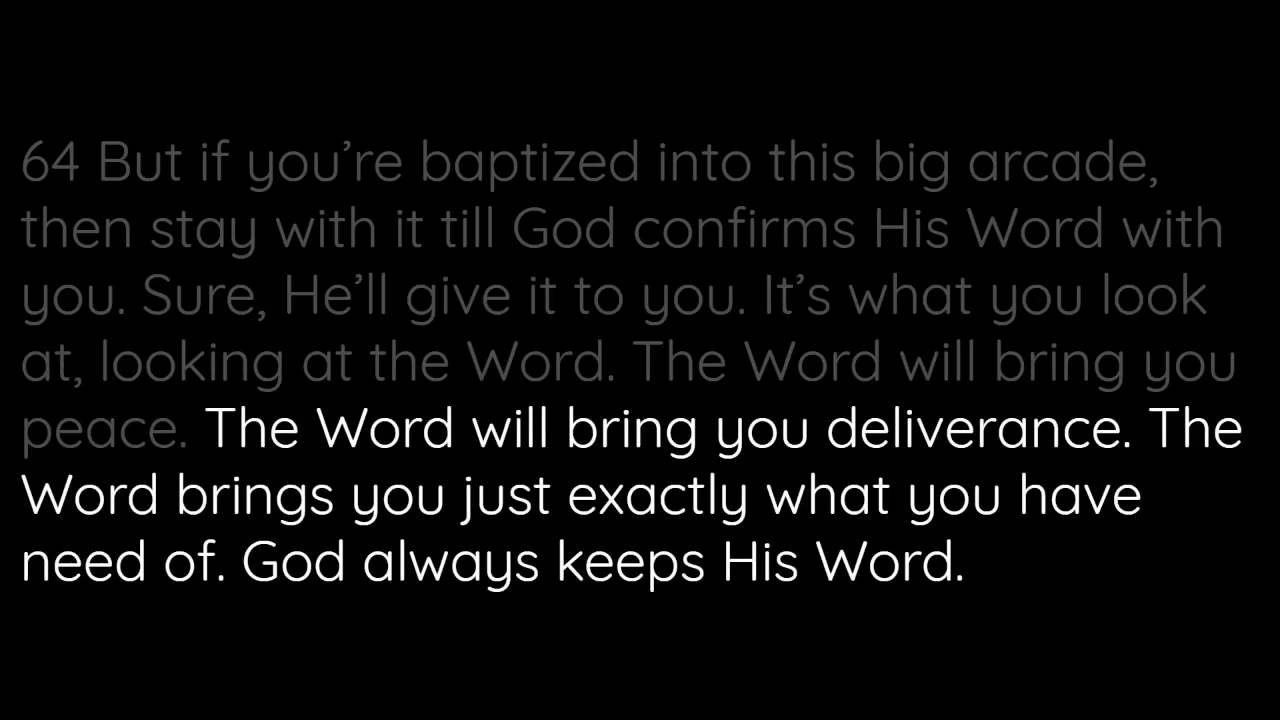 64 But if you’re baptized into this big arcade,
then stay with it till God confirms His Word with
you. Sure, He’ll give it to you. It’s what you look
at, looking at the Word. The Word will bring you
peace. The Word will bring you deliverance. The
Word brings you just exactly what you have
need of. God always keeps His Word.